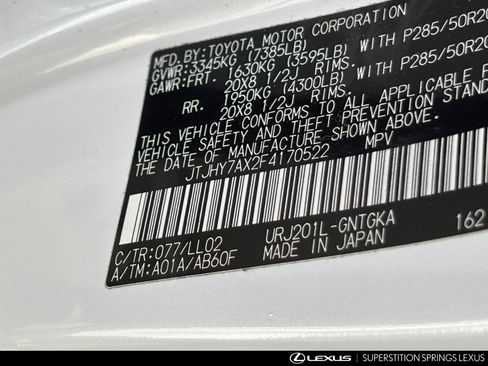 MFD. BY: TOYOTA MOTOR CORPORATION
GVWR: 3345KG (7385LB)
GAWR: FRT. 1630KG (3595LB) WITH P285/50R20
20X8 1/2J RIMS.
RR. 1950KG (4300LB) WITH P285/50R20
20X8 1/2J RIMS.
THIS VEHICLE CONFORMS TO ALL APPLICABLE
VEHICLE SAFETY AND THEFT PREVENTION
DATE OF MANUFACTURE SHOWN ABOVE.
JTJHY7AX2F4170522 MPV
C/TR: 077/LL02 URJ201L-GNTGKA 162
A/TM: A01A/AB60F MADE IN JAPAN
LEXUS SUPERSTITION SPRINGS LEXUS